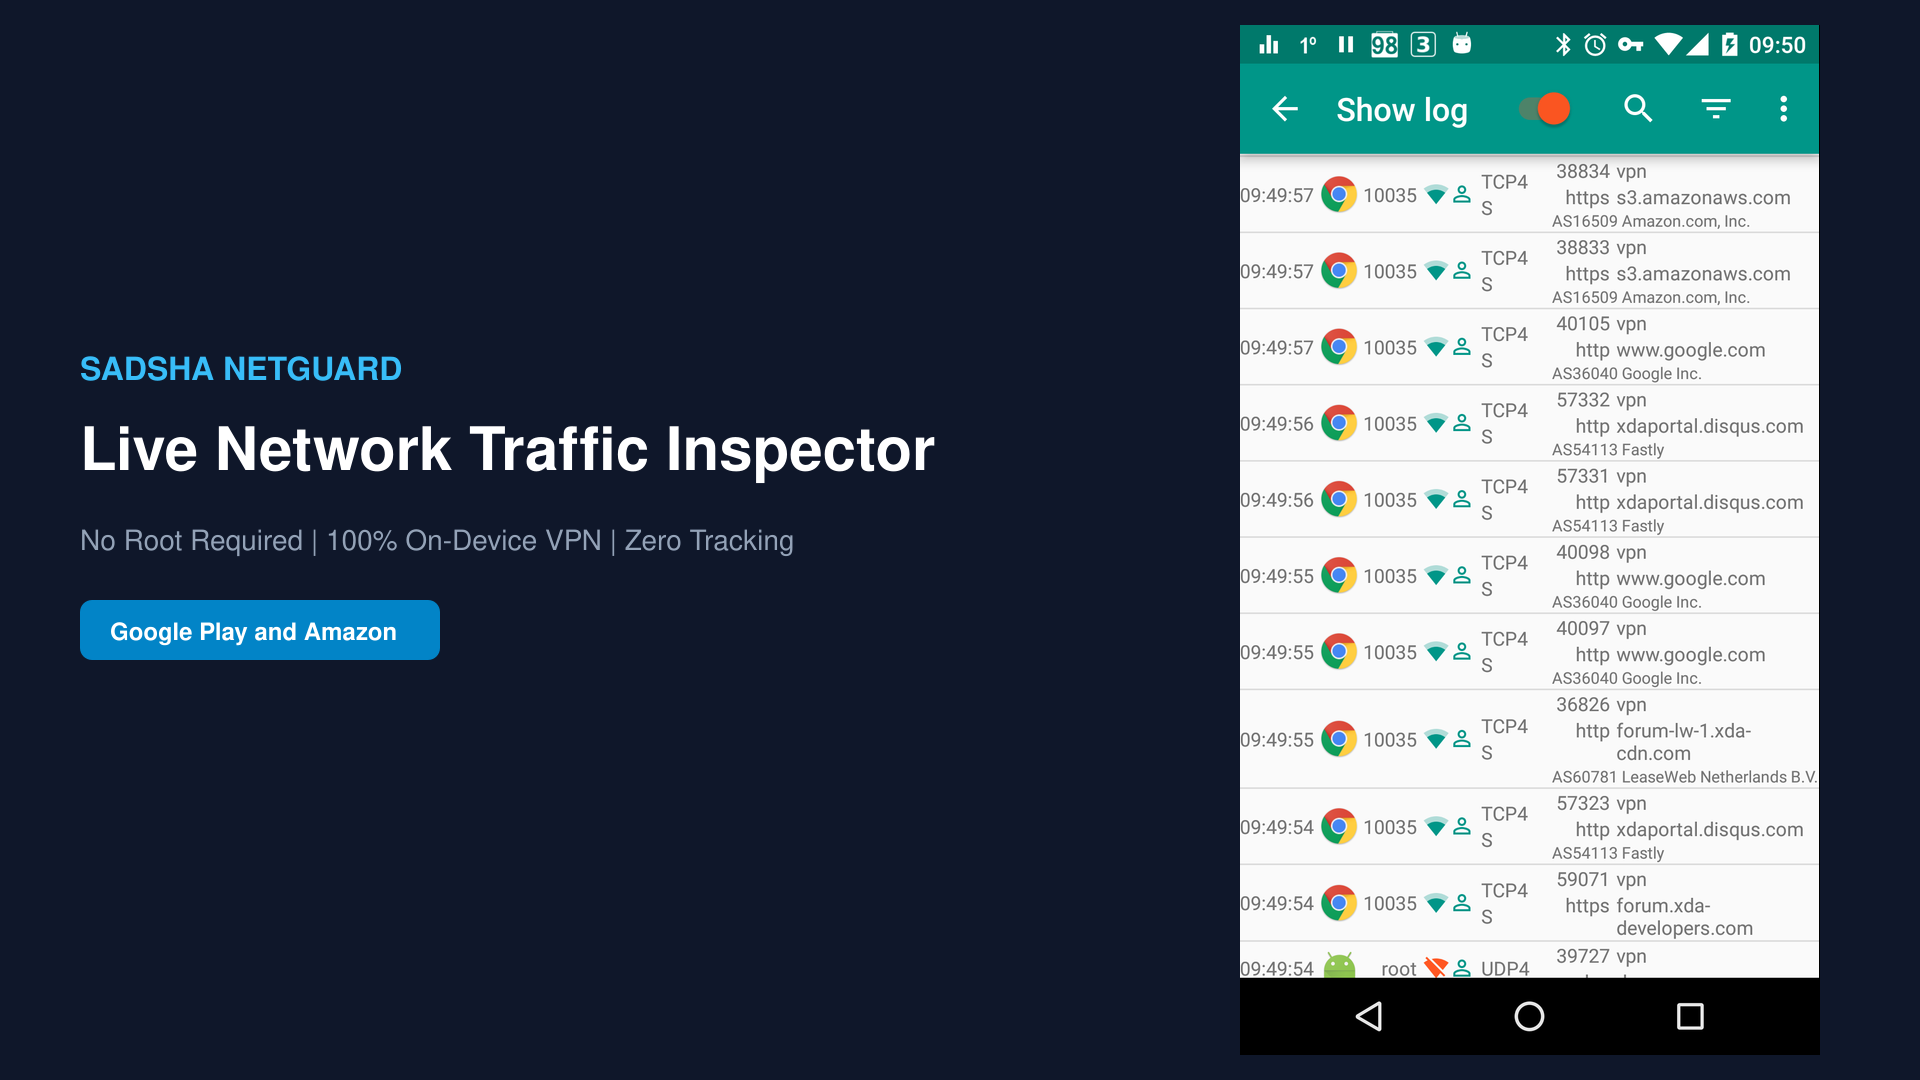 SADSHA NETGUARD
Live Network Traffic Inspector
No Root Required | 100% On-Device VPN | Zero Tracking
Google Play and Amazon
1° 98 3 09:50
Show log
38834 vpn
09:49:57 10035 TCP4 S https s3.amazonaws.com
AS16509 Amazon.com, Inc.
38833 vpn
09:49:57 10035 TCP4 S https s3.amazonaws.com
AS16509 Amazon.com, Inc.
40105 vpn
09:49:57 10035 TCP4 S http www.google.com
AS36040 Google Inc.
57332 vpn
09:49:56 10035 TCP4 S http xdaportal.disqus.com
AS54113 Fastly
57331 vpn
09:49:56 10035 TCP4 S http xdaportal.disqus.com
AS54113 Fastly
40098 vpn
09:49:55 10035 TCP4 S http www.google.com
AS36040 Google Inc.
40097 vpn
09:49:55 10035 TCP4 S http www.google.com
AS36040 Google Inc.
36826 vpn
09:49:55 10035 TCP4 S http forum-lw-1.xda-
cdn.com
AS60781 LeaseWeb Netherlands B.V.
57323 vpn
09:49:54 10035 TCP4 S http xdaportal.disqus.com
AS54113 Fastly
59071 vpn
09:49:54 10035 TCP4 S https forum.xda-
developers.com
39727 vpn
09:49:54 root UDP4